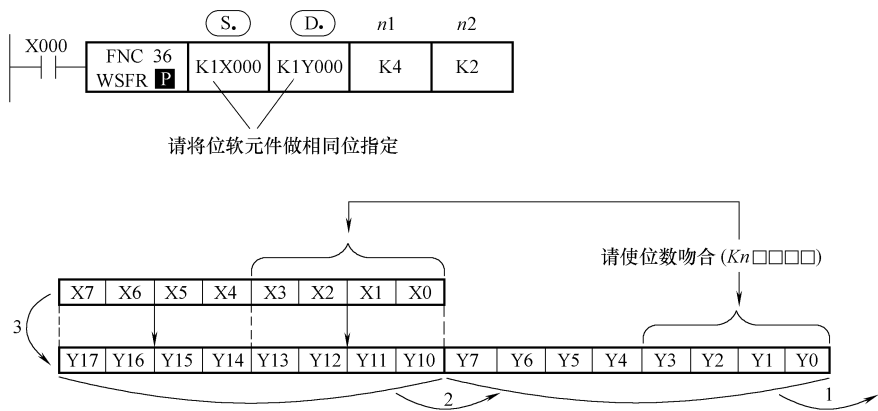 S. D. n1 n2
X000
FNC 36 WSFR P K1X000 K1Y000 K4 K2
请将位软元件做相同位指定
请使位数吻合 (Kn□□□□)
X7 X6 X5 X4 X3 X2 X1 X0
3
Y17 Y16 Y15 Y14 Y13 Y12 Y11 Y10 Y7 Y6 Y5 Y4 Y3 Y2 Y1 Y0
2 1